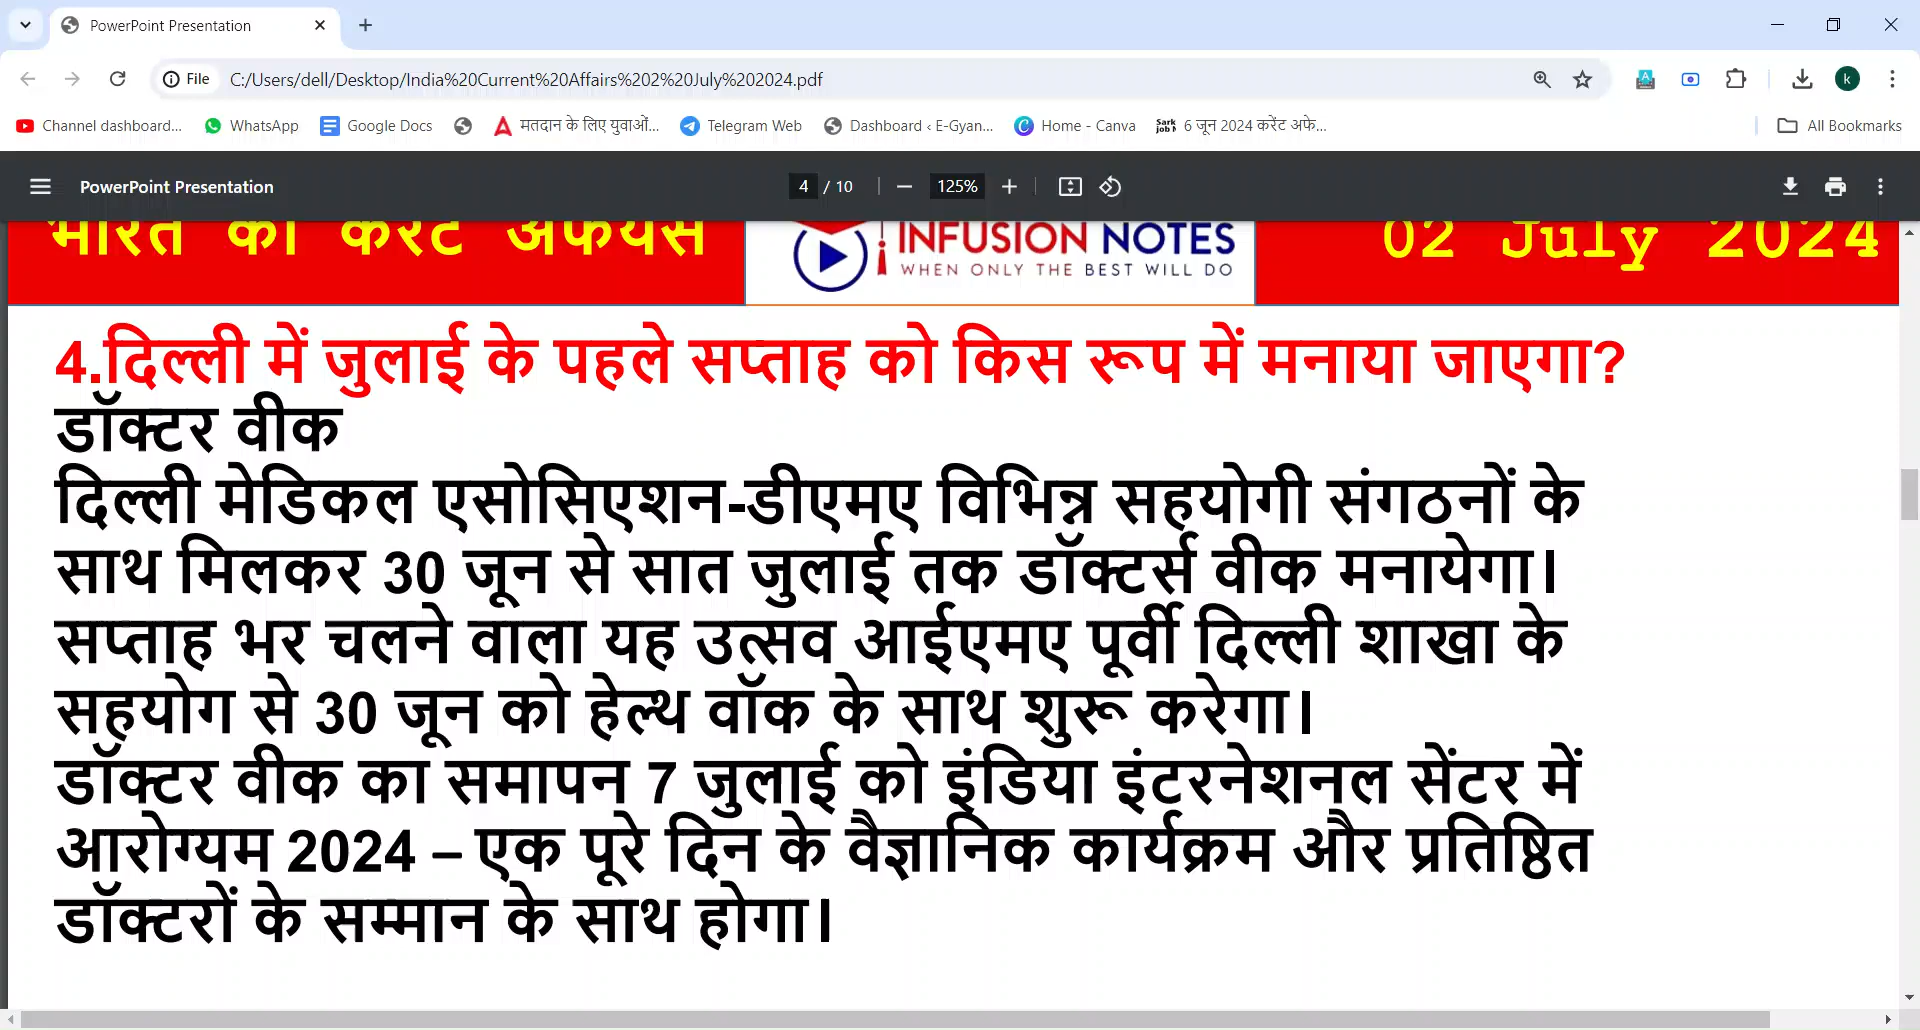 PowerPoint Presentation
File C:/Users/dell/Desktop/India%20Current%20Affairs%202%20July%202024.pdf
k
Channel dashboard... WhatsApp Google Docs मतदान के लिए युवाओं... Telegram Web Dashboard ‹ E-Gyan... Home - Canva Sark job 6 जून 2024 करेंट अफे... All Bookmarks
PowerPoint Presentation 4 / 10 125%
भारत का करंट अफेयर्स INFUSION NOTES 02 July 2024
WHEN ONLY THE BEST WILL DO
4.दिल्ली में जुलाई के पहले सप्ताह को किस रूप में मनाया जाएगा?
डॉक्टर वीक
दिल्ली मेडिकल एसोसिएशन-डीएमए विभिन्न सहयोगी संगठनों के
साथ मिलकर 30 जून से सात जुलाई तक डॉक्टर्स वीक मनायेगा।
सप्ताह भर चलने वाला यह उत्सव आईएमए पूर्वी दिल्ली शाखा के
सहयोग से 30 जून को हेल्थ वॉक के साथ शुरू करेगा।
डॉक्टर वीक का समापन 7 जुलाई को इंडिया इंटरनेशनल सेंटर में
आरोग्यम 2024 – एक पूरे दिन के वैज्ञानिक कार्यक्रम और प्रतिष्ठित
डॉक्टरों के सम्मान के साथ होगा।